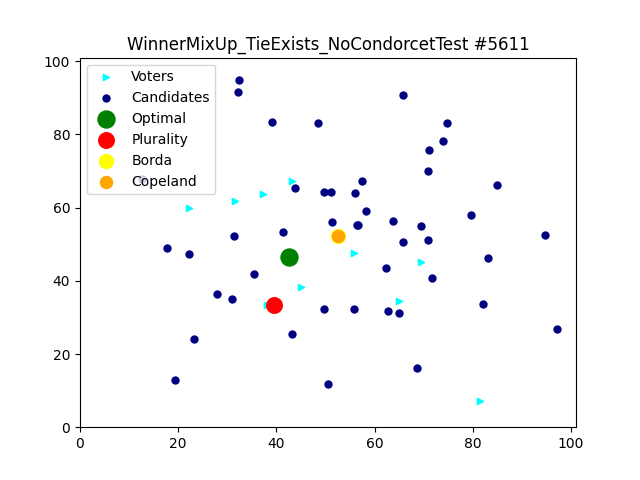 WinnerMixUp_TieExists_NoCondorcetTest #5611
Voters
Candidates
Optimal
Plurality
Borda
Copeland
100
80
60
40
20
0
0 20 40 60 80 100